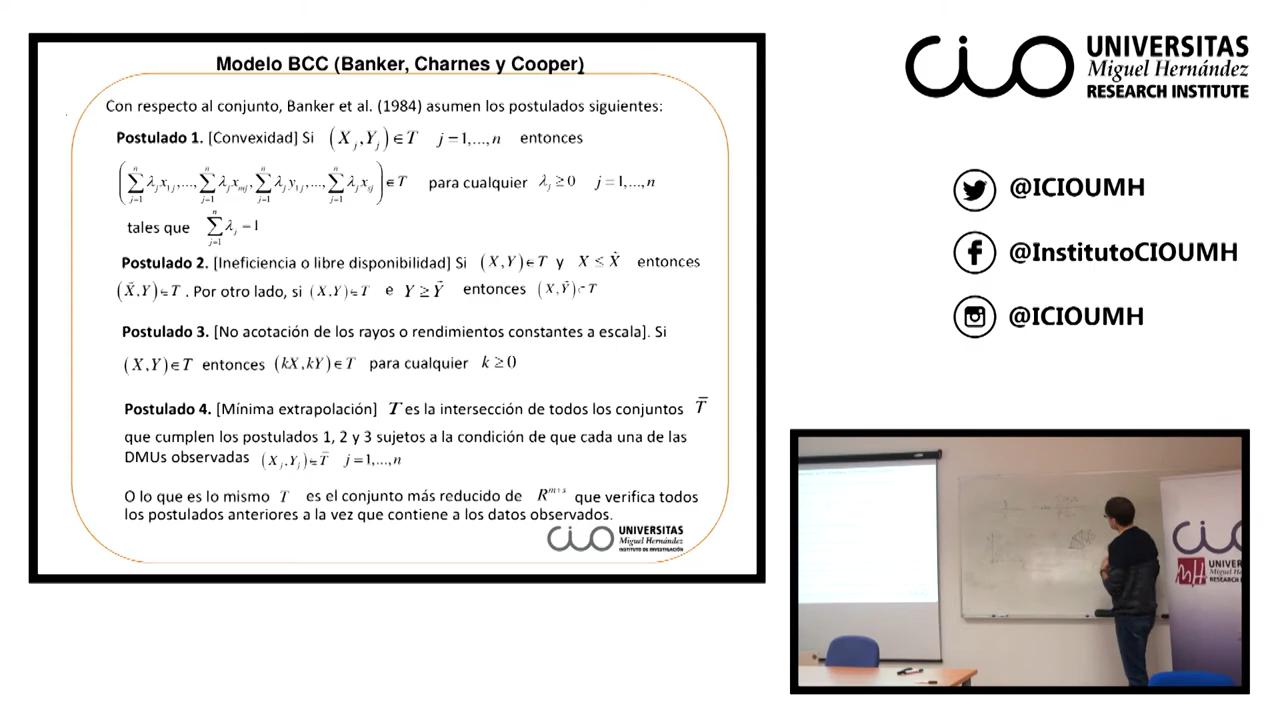 Modelo BCC (Banker, Charnes y Cooper)
Con respecto al conjunto, Banker et al. (1984) asumen los postulados siguientes:
Postulado 1. [Convexidad] Si (X_j, Y_j) ∈ T j = 1,...,n entonces
(∑_{j=1}^{n} λ_j x_{1j},..., ∑_{j=1}^{n} λ_j x_{mj}, ∑_{j=1}^{n} λ_j y_{1j},..., ∑_{j=1}^{n} λ_j x_{sj}) ∈ T para cualquier λ_j ≥ 0 j = 1,...,n
tales que ∑_{j=1}^{n} λ_j = 1
Postulado 2. [Ineficiencia o libre disponibilidad] Si (X,Y) ∈ T y X ≤ X̄ entonces
(X̄,Y) ∈ T. Por otro lado, si (X,Y) ∈ T e Y ≥ Ȳ entonces (X,Ȳ) ∈ T
Postulado 3. [No acotación de los rayos o rendimientos constantes a escala]. Si
(X,Y) ∈ T entonces (kX,kY) ∈ T para cualquier k ≥ 0
Postulado 4. [Mínima extrapolación] T es la intersección de todos los conjuntos T̄
que cumplen los postulados 1, 2 y 3 sujetos a la condición de que cada una de las
DMUs observadas (X_j, Y_j) ∈ T̄ j = 1,...,n
O lo que es lo mismo T es el conjunto más reducido de R^{m+s} que verifica todos
los postulados anteriores a la vez que contiene a los datos observados.
cio UNIVERSITAS
Miguel Hernández
INSTITUTO DE INVESTIGACIÓN
cio UNIVERSITAS
Miguel Hernández
RESEARCH INSTITUTE
@ICIOUMH
@InstitutoCIOUMH
@ICIOUMH